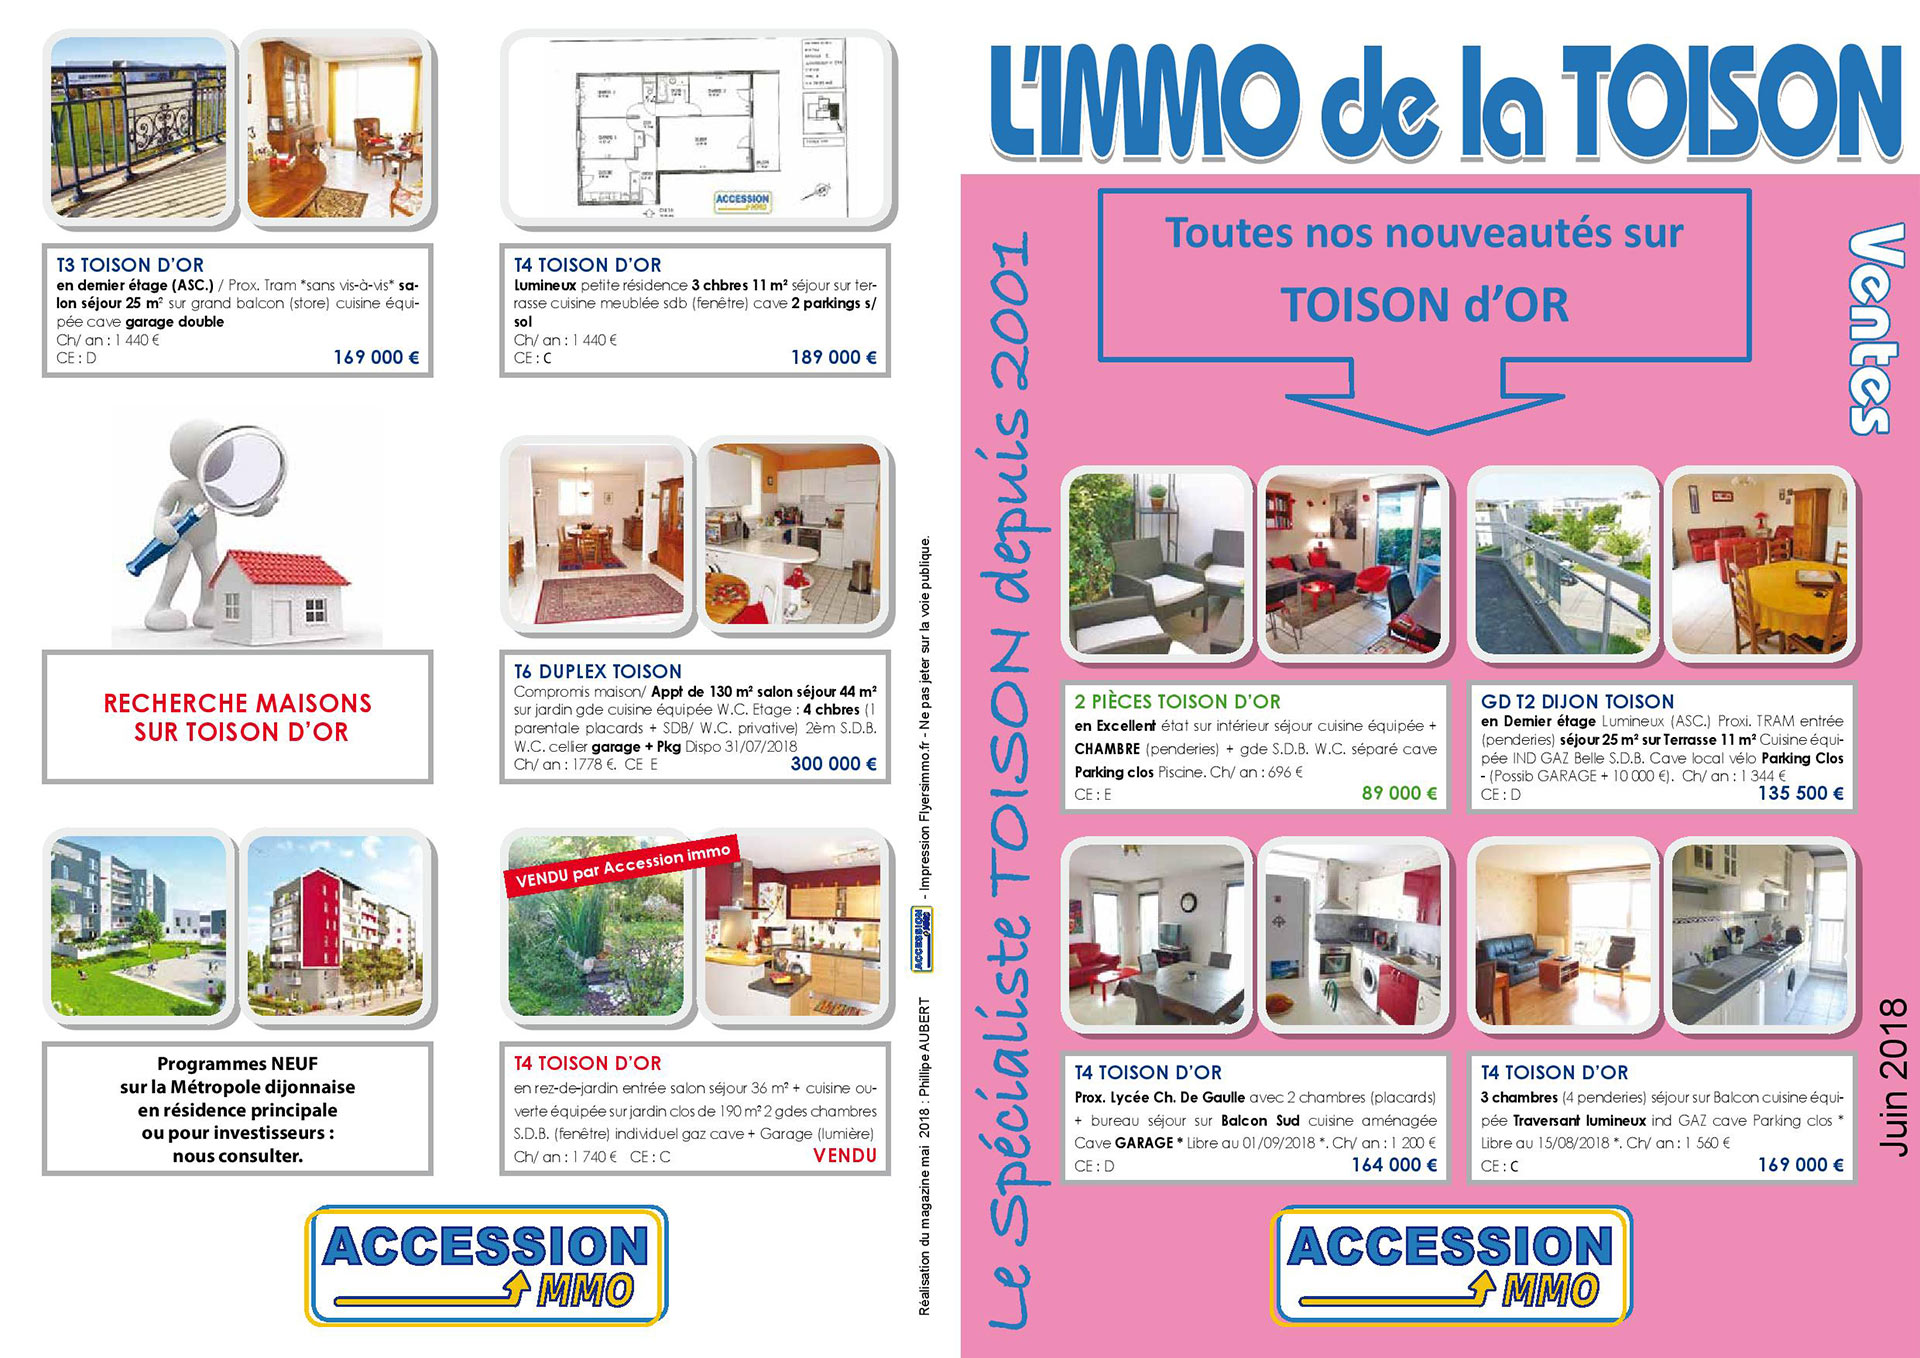 T3 TOISON D'OR
en dernier étage (ASC.) / Prox. Tram *sans vis-à-vis* sa-
lon séjour 25 m² sur grand balcon (store) cuisine équi-
pée cave garage double
Ch/ an : 1 440 €
CE : D 169 000 €
ACCESSION
IMMO
T4 TOISON D'OR
Lumineux petite résidence 3 chbres 11 m² séjour sur ter-
rasse cuisine meublée sdb (fenêtre) cave 2 parkings s/
sol
Ch/ an : 1 440 €
CE : C 189 000 €
RECHERCHE MAISONS
SUR TOISON D'OR
T6 DUPLEX TOISON
Compromis maison/ Appt de 130 m² salon séjour 44 m²
sur jardin gde cuisine équipée W.C. Etage : 4 chbres (1
parentale placards + SDB/ W.C. privative) 2èm S.D.B.
W.C. cellier garage + Pkg Dispo 31/07/2018
Ch/ an : 1778 €. CE E 300 000 €
Programmes NEUF
sur la Métropole dijonnaise
en résidence principale
ou pour investisseurs :
nous consulter.
VENDU par Accession immo
T4 TOISON D'OR
en rez-de-jardin entrée salon séjour 36 m² + cuisine ou-
verte équipée sur jardin clos de 190 m² 2 gdes chambres
S.D.B. (fenêtre) individuel gaz cave + Garage (lumière)
Ch/ an : 1 740 € CE : C VENDU
ACCESSION
IMMO
Réalisation du magazine mai 2018 : Phillipe AUBERT ACCESSION IMMO - Impression Flyersimmo.fr - Ne pas jeter sur la voie publique.
L'IMMO de la TOISON
Toutes nos nouveautés sur
TOISON d'OR
Ventes
Le Spécialiste TOISON depuis 2001
2 PIÈCES TOISON D'OR
en Excellent état sur intérieur séjour cuisine équipée +
CHAMBRE (penderies) + gde S.D.B. W.C. séparé cave
Parking clos Piscine. Ch/ an : 696 €
CE : E 89 000 €
GD T2 DIJON TOISON
en Dernier étage Lumineux (ASC.) Proxi. TRAM entrée
(penderies) séjour 25 m² sur Terrasse 11 m² Cuisine équi-
pée IND GAZ Belle S.D.B. Cave local vélo Parking Clos
- (Possib GARAGE + 10 000 €). Ch/ an : 1 344 €
CE : D 135 500 €
T4 TOISON D'OR
Prox. Lycée Ch. De Gaulle avec 2 chambres (placards)
+ bureau séjour sur Balcon Sud cuisine aménagée
Cave GARAGE * Libre au 01/09/2018 *. Ch/ an : 1 200 €
CE : D 164 000 €
T4 TOISON D'OR
3 chambres (4 penderies) séjour sur Balcon cuisine équi-
pée Traversant lumineux ind GAZ cave Parking clos *
Libre au 15/08/2018 *. Ch/ an : 1 560 €
CE : C 169 000 €
Juin 2018
ACCESSION
IMMO